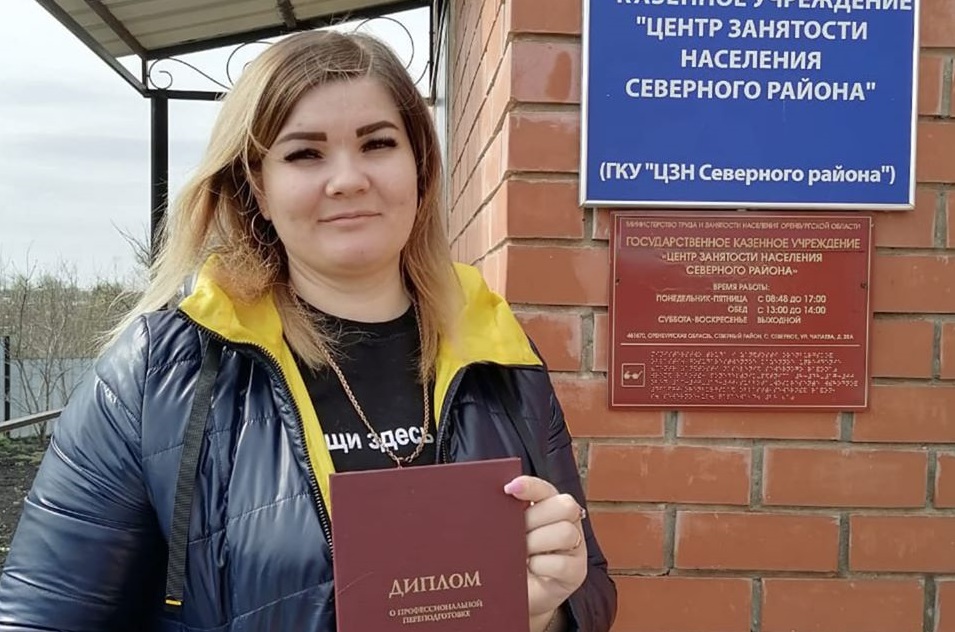 КАЗЕННОЕ УЧРЕЖДЕНИЕ
"ЦЕНТР ЗАНЯТОСТИ
НАСЕЛЕНИЯ
СЕВЕРНОГО РАЙОНА"
(ГКУ "ЦЗН Северного района")
МИНИСТЕРСТВО ТРУДА И ЗАНЯТОСТИ НАСЕЛЕНИЯ ОРЕНБУРГСКОЙ ОБЛАСТИ
ГОСУДАРСТВЕННОЕ КАЗЕННОЕ УЧРЕЖДЕНИЕ
«ЦЕНТР ЗАНЯТОСТИ НАСЕЛЕНИЯ
СЕВЕРНОГО РАЙОНА»
ВРЕМЯ РАБОТЫ:
ПОНЕДЕЛЬНИК-ПЯТНИЦА С 08:48 ДО 17:00
ОБЕД С 13:00 ДО 14:00
СУББОТА-ВОСКРЕСЕНЬЕ ВЫХОДНОЙ
461670, ОРЕНБУРГСКАЯ ОБЛАСТЬ, СЕВЕРНЫЙ РАЙОН, С. СЕВЕРНОЕ, УЛ. ЧАПАЕВА, Д.
щи здесь
ДИПЛОМ
О ПРОФЕССИОНАЛЬНОЙ
ПЕРЕПОДГОТОВКЕ